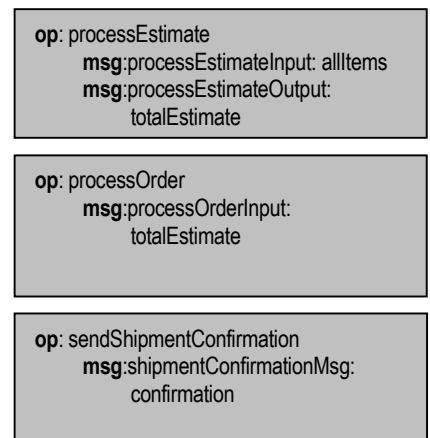 op: processEstimate
msg:processEstimateInput: allItems
msg:processEstimateOutput:
totalEstimate
op: processOrder
msg:processOrderInput:
totalEstimate
op: sendShipmentConfirmation
msg:shipmentConfirmationMsg:
confirmation